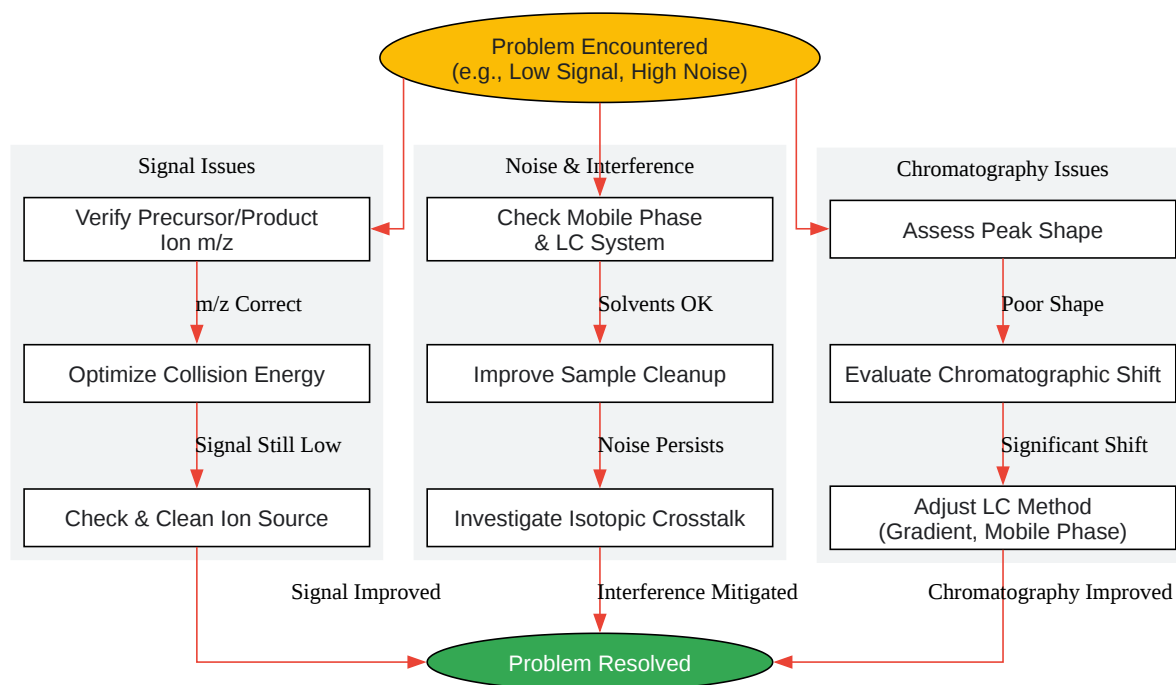 Problem Encountered
(e.g., Low Signal, High Noise)
Signal Issues
Verify Precursor/Product
Ion m/z
m/z Correct
Optimize Collision Energy
Signal Still Low
Check & Clean Ion Source
Signal Improved
Noise & Interference
Check Mobile Phase
& LC System
Solvents OK
Improve Sample Cleanup
Noise Persists
Investigate Isotopic Crosstalk
Interference Mitigated
Chromatography Issues
Assess Peak Shape
Poor Shape
Evaluate Chromatographic Shift
Significant Shift
Adjust LC Method
(Gradient, Mobile Phase)
Chromatography Improved
Problem Resolved